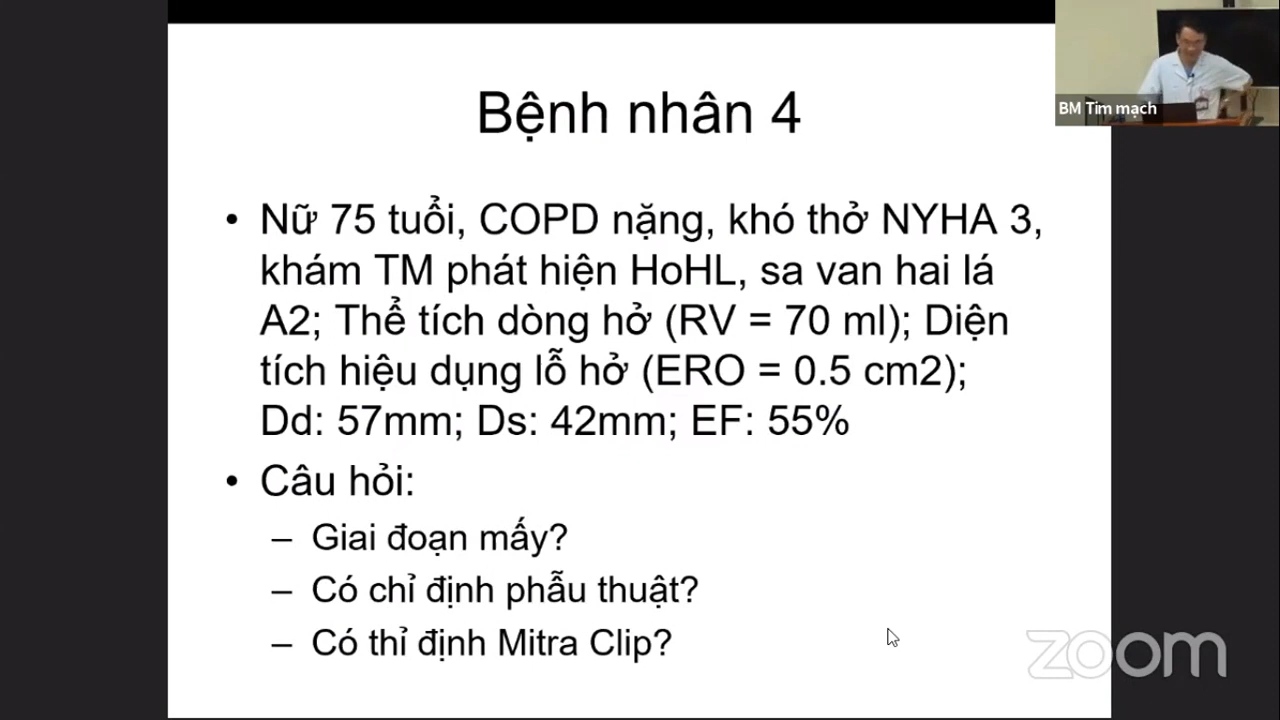 Bệnh nhân 4
BM Tim mạch
• Nữ 75 tuổi, COPD nặng, khó thở NYHA 3,
khám TM phát hiện HoHL, sa van hai lá
A2; Thể tích dòng hở (RV = 70 ml); Diện
tích hiệu dụng lỗ hở (ERO = 0.5 cm2);
Dd: 57mm; Ds: 42mm; EF: 55%
• Câu hỏi:
– Giai đoạn mấy?
– Có chỉ định phẫu thuật?
– Có thỉ định Mitra Clip?
zoom